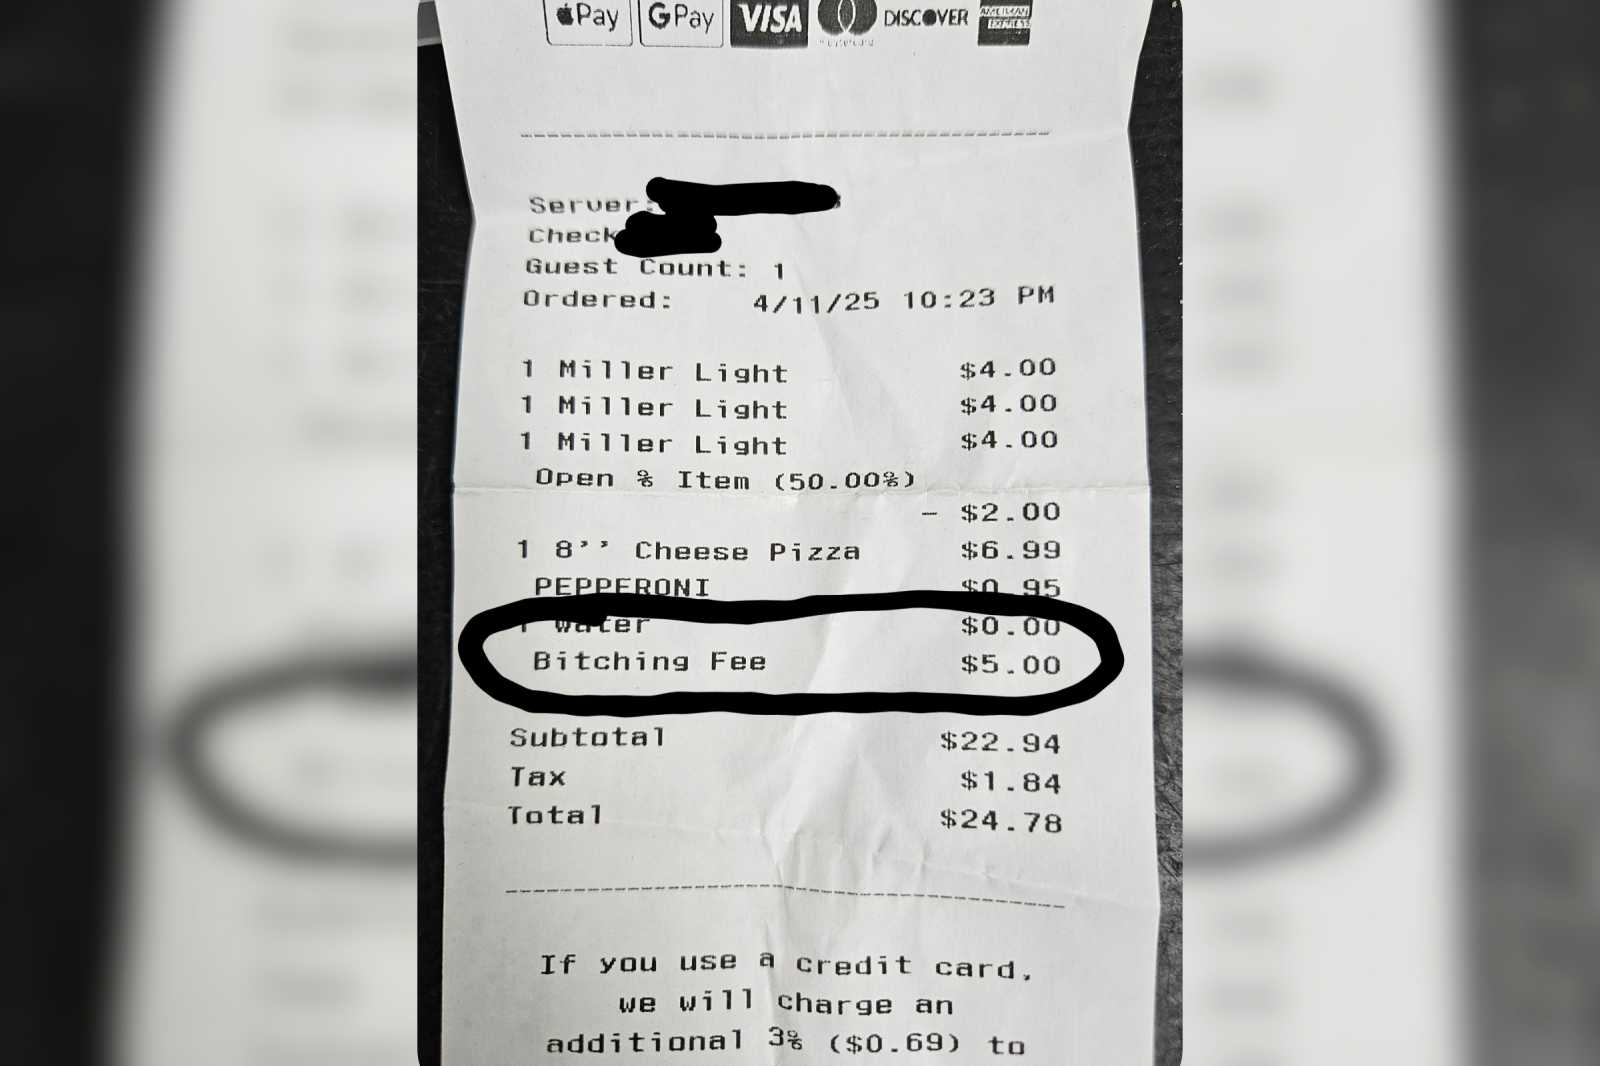 Pay G Pay VISA DISCOVER AMERICAN EXPRESS
Server:
Check
Guest Count: 1
Ordered: 4/11/25 10:23 PM
1 Miller Light $4.00
1 Miller Light $4.00
1 Miller Light $4.00
Open % Item (50.00%)
- $2.00
1 8’’ Cheese Pizza $6.99
PEPPERONI $0.95
1 water $0.00
Bitching Fee $5.00
Subtotal $22.94
Tax $1.84
Total $24.78
If you use a credit card,
we will charge an
additional 3% ($0.69) to